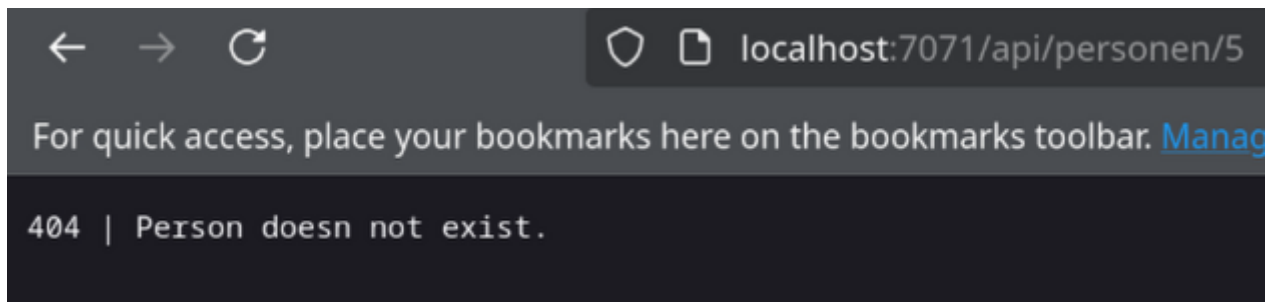 localhost:7071/api/personen/5
For quick access, place your bookmarks here on the bookmarks toolbar. Manag
404 | Person doesn not exist.